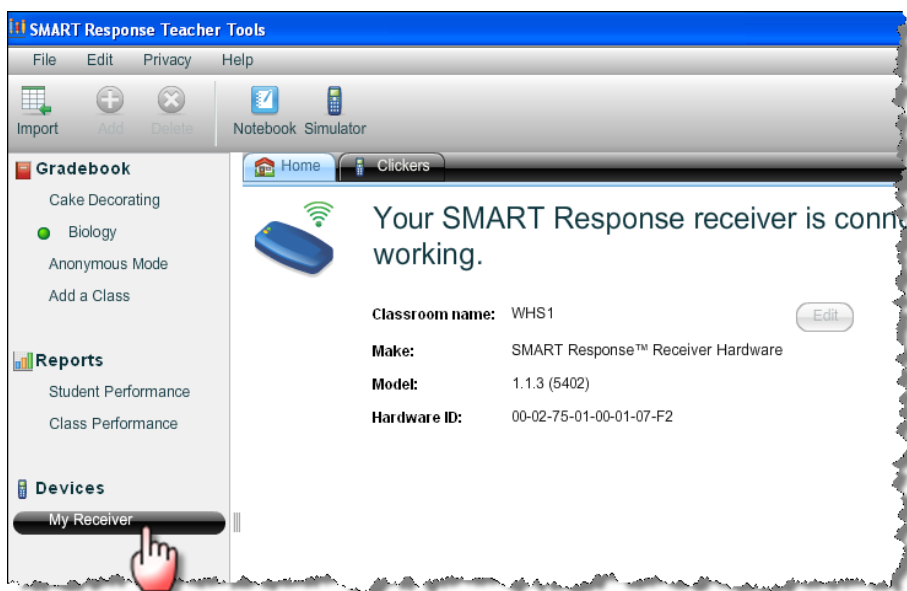 SMART Response Teacher Tools
File Edit Privacy Help
Import Add Delete Notebook Simulator
Gradebook
Cake Decorating
Biology
Anonymous Mode
Add a Class
Reports
Student Performance
Class Performance
Devices
My Receiver
Home Clickers
Your SMART Response receiver is
working.
Classroom name: WHS1 Edit
Make: SMART Response™ Receiver Hardware
Model: 1.1.3 (5402)
Hardware ID: 00-02-75-01-00-01-07-F2